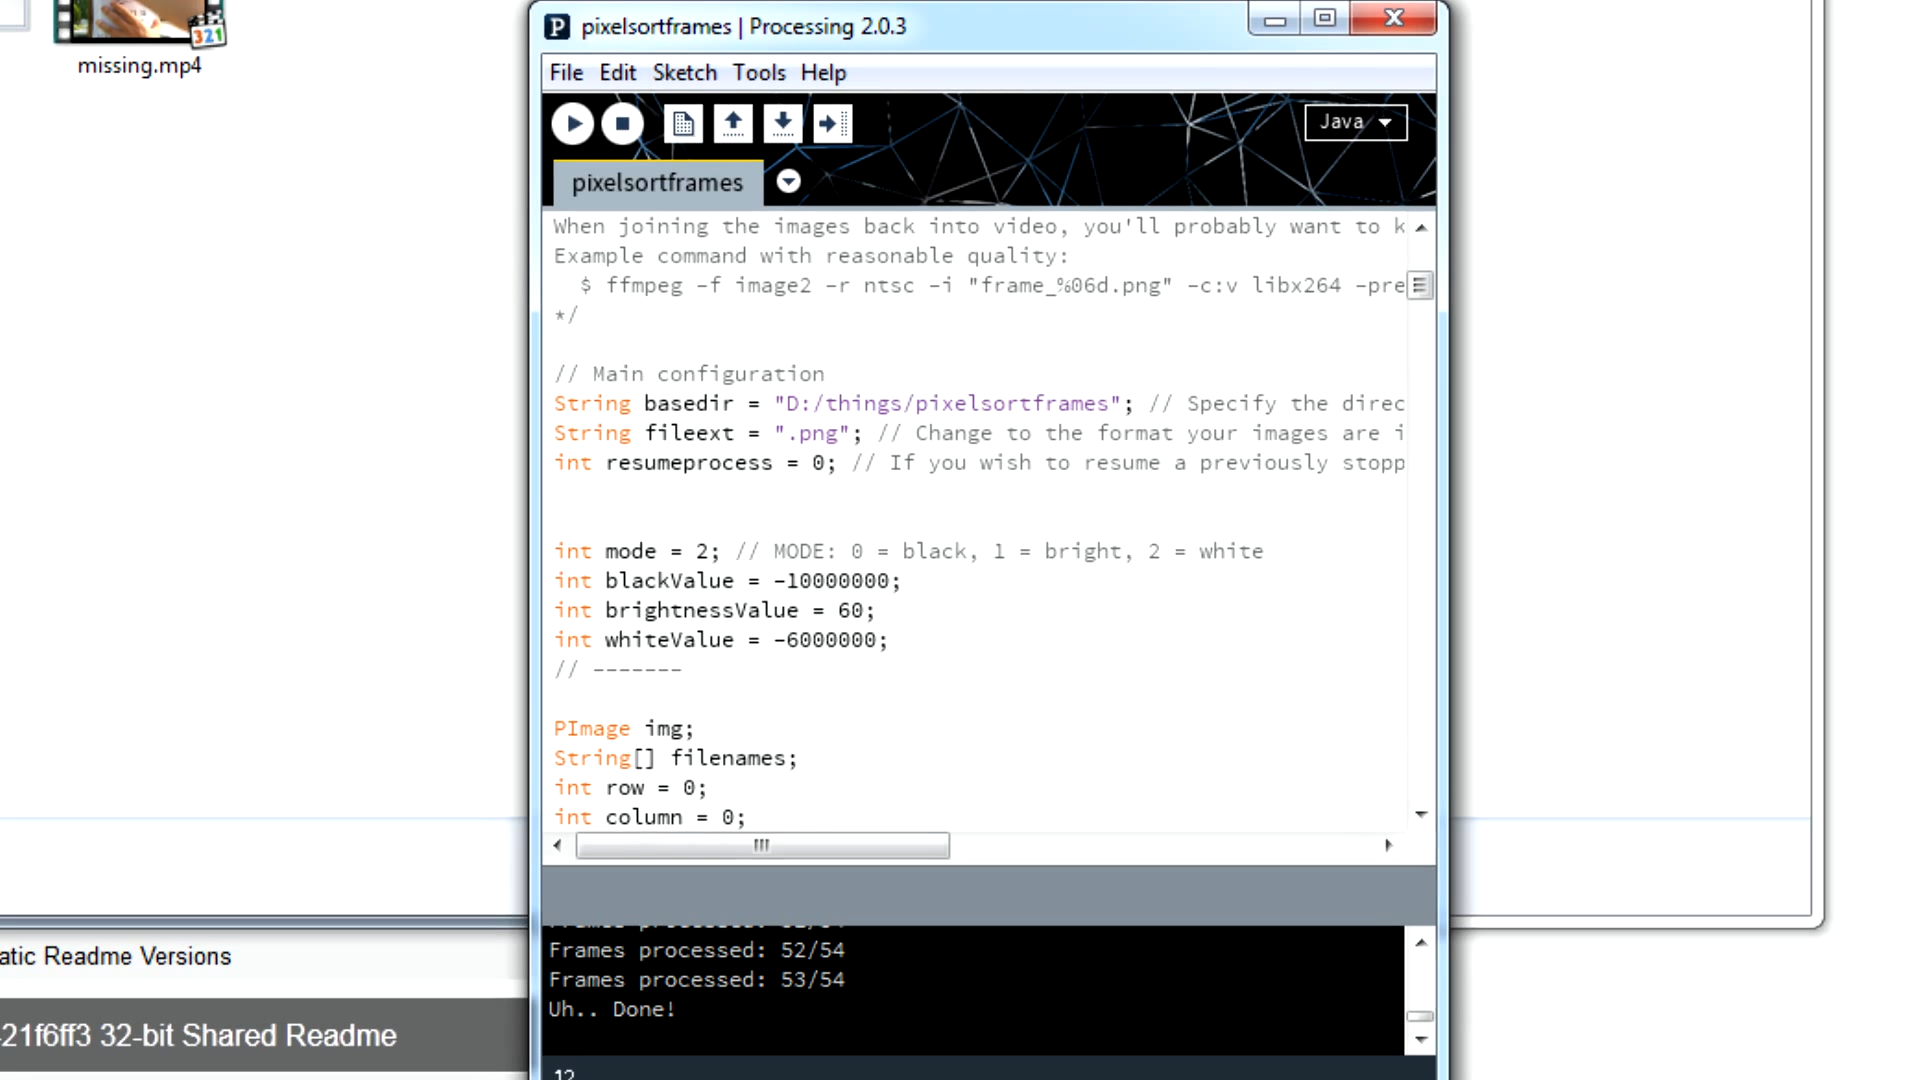 321
missing.mp4
pixelsortframes | Processing 2.0.3
File Edit Sketch Tools Help
Java
pixelsortframes
When joining the images back into video, you'll probably want to k
Example command with reasonable quality:
$ ffmpeg -f image2 -r ntsc -i "frame_%06d.png" -c:v libx264 -pre
*/
// Main configuration
String basedir = "D:/things/pixelsortframes"; // Specify the direc
String fileext = ".png"; // Change to the format your images are i
int resumeprocess = 0; // If you wish to resume a previously stopp
int mode = 2; // MODE: 0 = black, 1 = bright, 2 = white
int blackValue = -10000000;
int brightnessValue = 60;
int whiteValue = -6000000;
// -------
PImage img;
String[] filenames;
int row = 0;
int column = 0;
Frames processed: 52/54
Frames processed: 53/54
Uh.. Done!
12
atic Readme Versions
-21f6ff3 32-bit Shared Readme